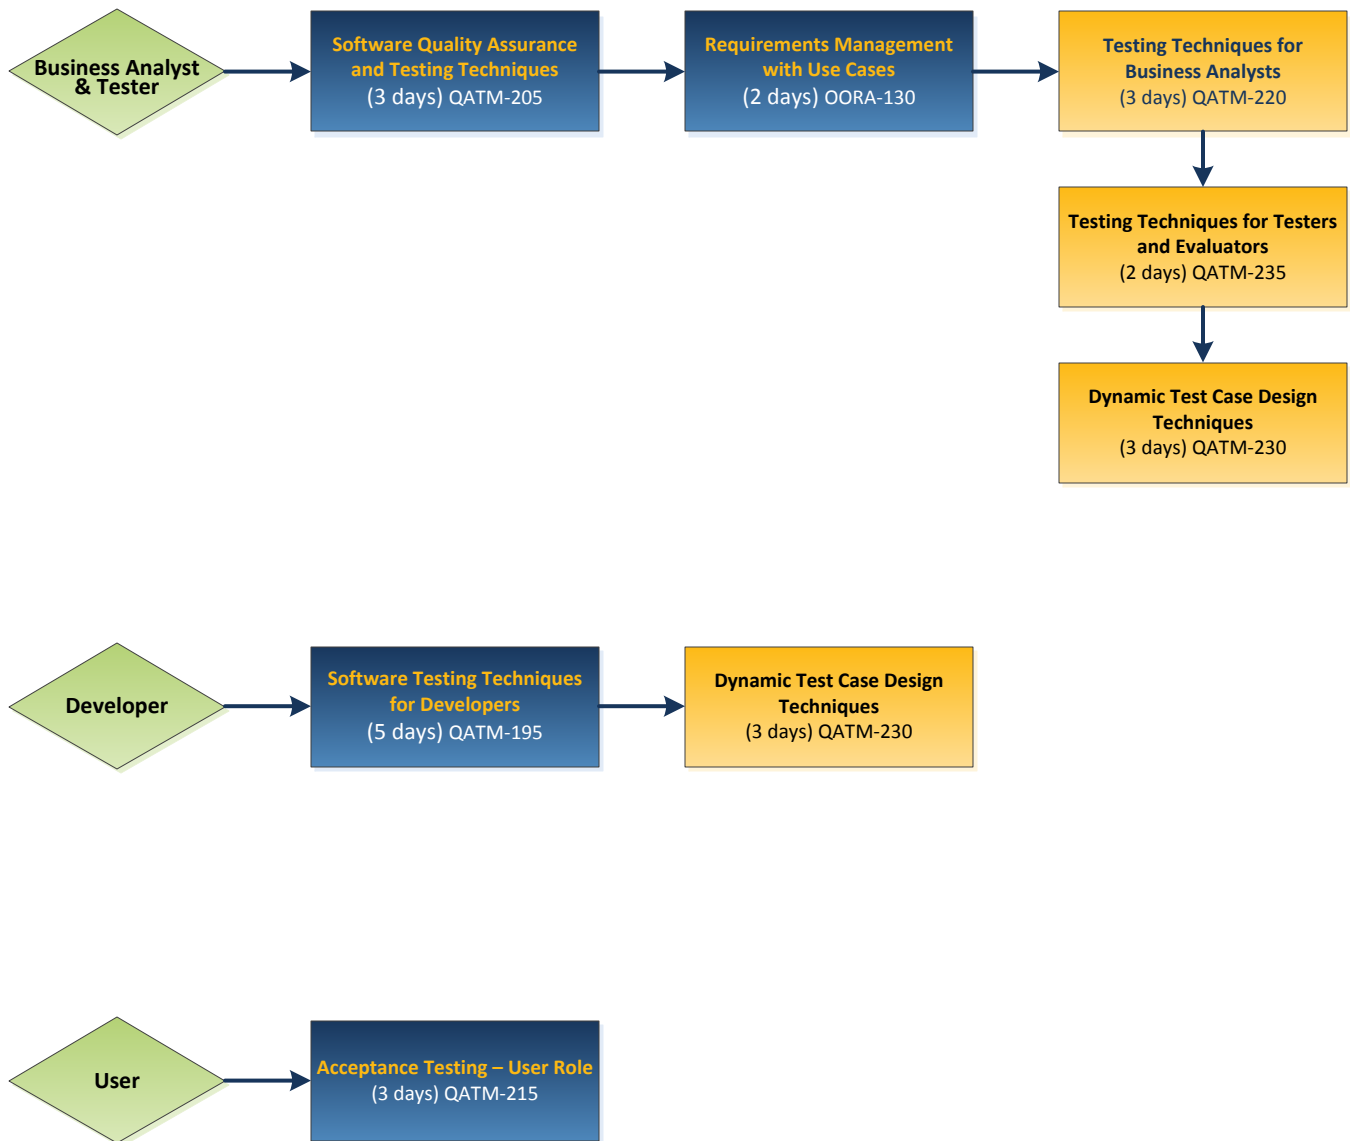 Business Analyst
& Tester
Software Quality Assurance
and Testing Techniques
(3 days) QATM-205
Requirements Management
with Use Cases
(2 days) OORA-130
Testing Techniques for
Business Analysts
(3 days) QATM-220
Testing Techniques for Testers
and Evaluators
(2 days) QATM-235
Dynamic Test Case Design
Techniques
(3 days) QATM-230
Developer
Software Testing Techniques
for Developers
(5 days) QATM-195
Dynamic Test Case Design
Techniques
(3 days) QATM-230
User
Acceptance Testing – User Role
(3 days) QATM-215